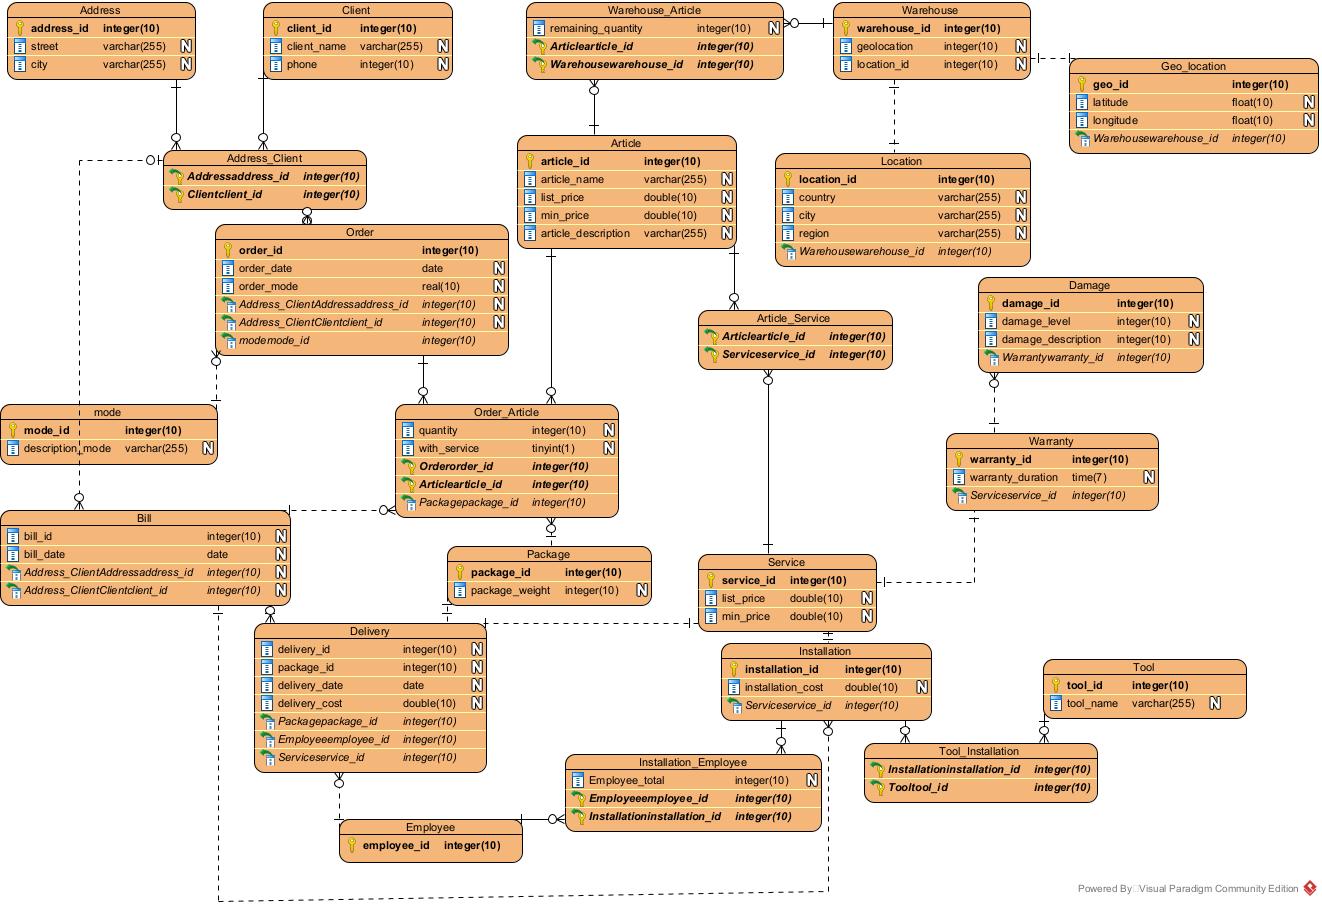 Address
address_id integer(10)
street varchar(255) N
city varchar(255) N
Client
client_id integer(10)
client_name varchar(255) N
phone integer(10) N
Warehouse_Article
remaining_quantity integer(10) N
Articlearticle_id integer(10)
Warehousewarehouse_id integer(10)
Warehouse
warehouse_id integer(10)
geolocation integer(10) N
location_id integer(10) N
Geo_location
geo_id integer(10)
latitude float(10) N
longitude float(10) N
Warehousewarehouse_id integer(10)
Address_Client
Addressaddress_id integer(10)
Clientclient_id integer(10)
Article
article_id integer(10)
article_name varchar(255) N
list_price double(10) N
min_price double(10) N
article_description varchar(255) N
Location
location_id integer(10)
country varchar(255) N
city varchar(255) N
region varchar(255) N
Warehousewarehouse_id integer(10)
Order
order_id integer(10)
order_date date N
order_mode real(10) N
Address_ClientAddressaddress_id integer(10) N
Address_ClientClientclient_id integer(10) N
modemode_id integer(10)
Damage
damage_id integer(10)
damage_level integer(10) N
damage_description integer(10) N
Warrantywarranty_id integer(10)
Article_Service
Articlearticle_id integer(10)
Serviceservice_id integer(10)
mode
mode_id integer(10)
description_mode varchar(255) N
Order_Article
quantity integer(10) N
with_service tinyint(1) N
Orderorder_id integer(10)
Articlearticle_id integer(10)
Packagepackage_id integer(10)
Warranty
warranty_id integer(10)
warranty_duration time(7) N
Serviceservice_id integer(10)
Bill
bill_id integer(10) N
bill_date date N
Address_ClientAddressaddress_id integer(10) N
Address_ClientClientclient_id integer(10) N
Package
package_id integer(10)
package_weight integer(10) N
Service
service_id integer(10)
list_price double(10) N
min_price double(10) N
Delivery
delivery_id integer(10) N
package_id integer(10) N
delivery_date date N
delivery_cost double(10) N
Packagepackage_id integer(10)
Employeeemployee_id integer(10)
Serviceservice_id integer(10)
Installation
installation_id integer(10)
installation_cost double(10) N
Serviceservice_id integer(10)
Tool
tool_id integer(10)
tool_name varchar(255) N
Tool_Installation
Installationinstallation_id integer(10)
Tooltool_id integer(10)
Installation_Employee
Employee_total integer(10) N
Employeeemployee_id integer(10)
Installationinstallation_id integer(10)
Employee
employee_id integer(10)
Powered By Visual Paradigm Community Edition